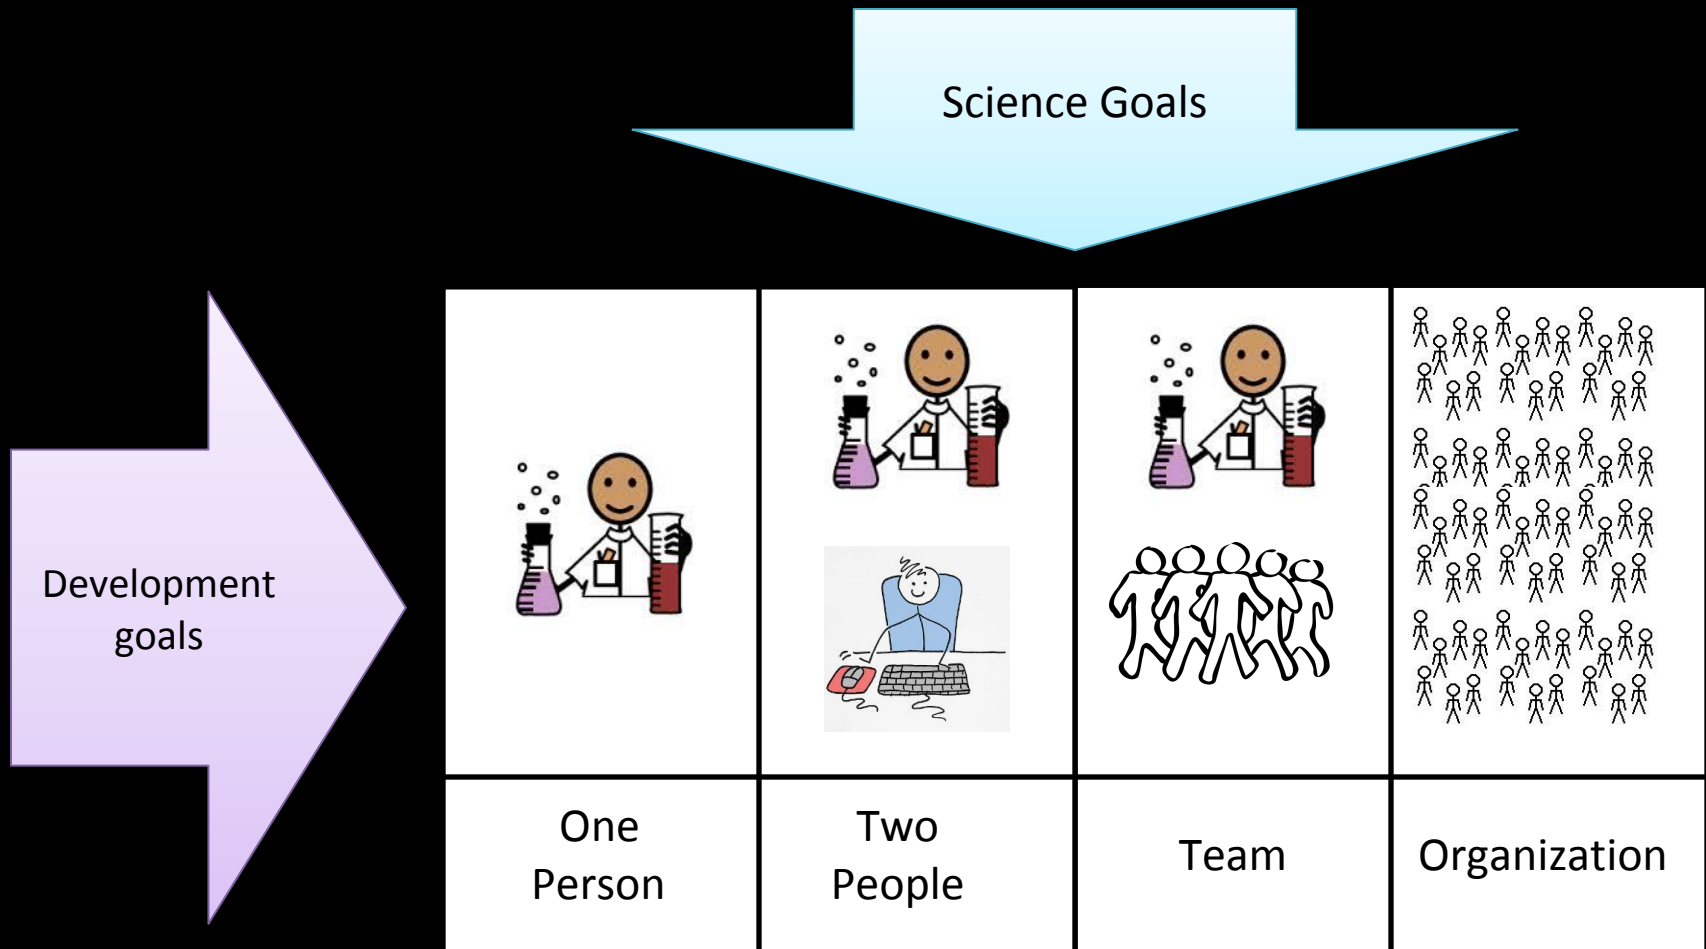 Science Goals
Development
goals
One
Person
Two
People
Team
Organization